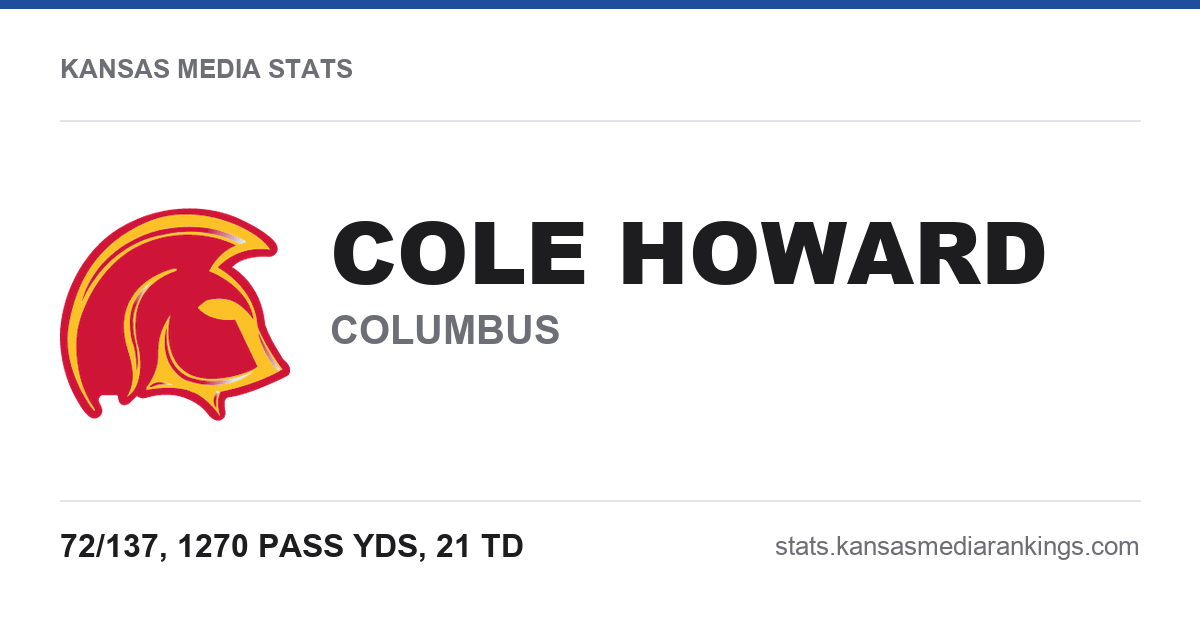 KANSAS MEDIA STATS
COLE HOWARD
COLUMBUS
72/137, 1270 PASS YDS, 21 TD
stats.kansasmediarankings.com